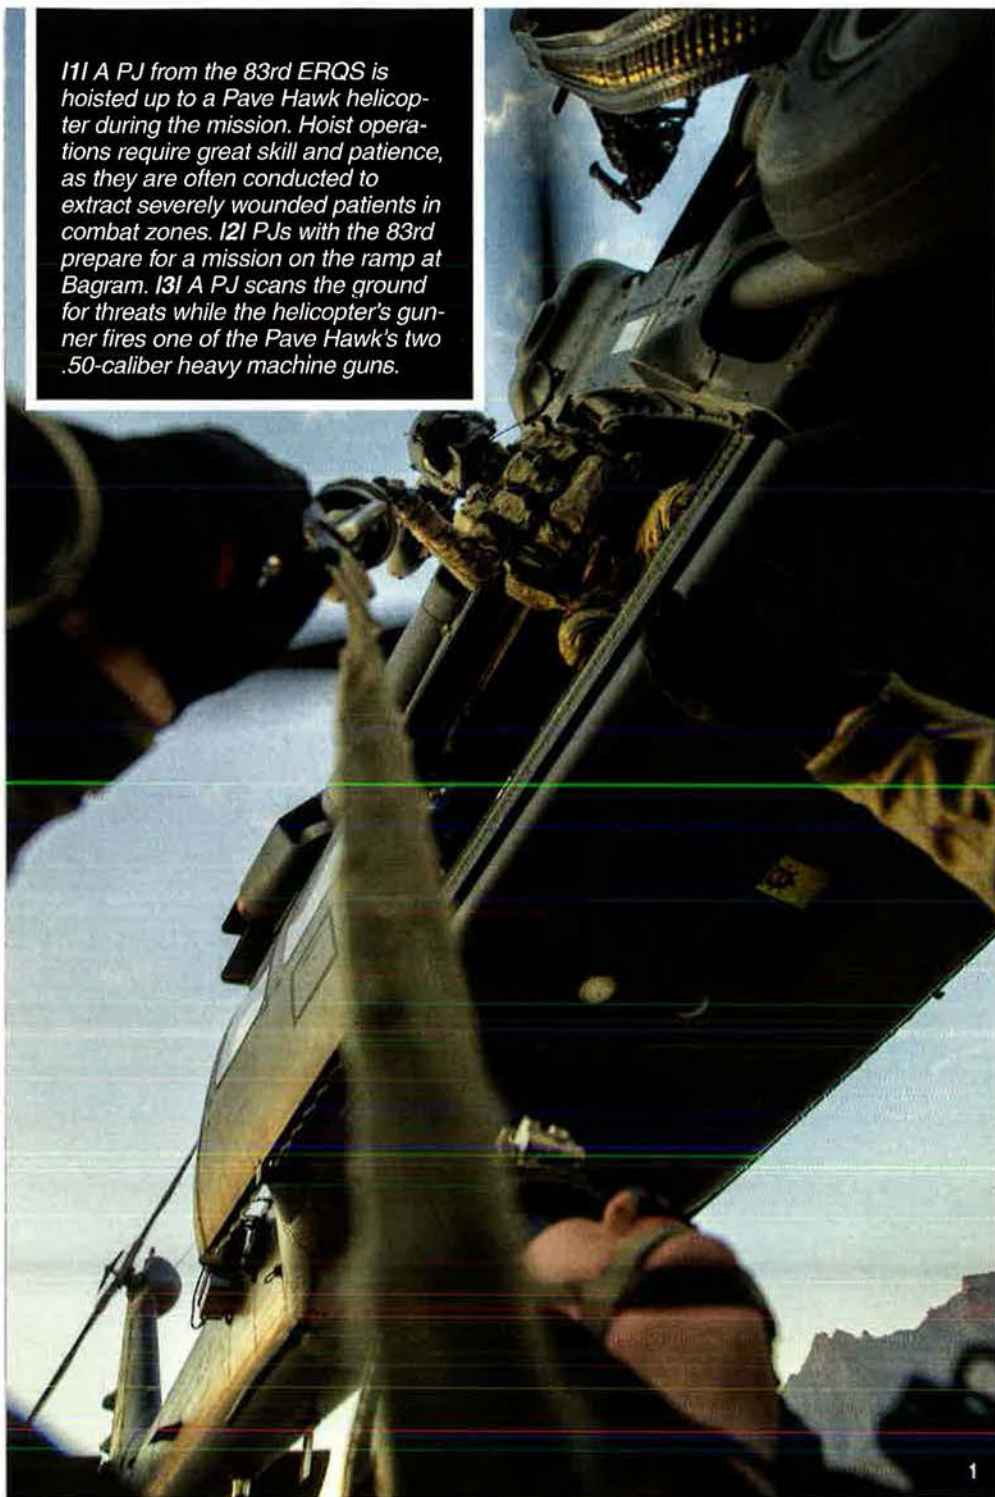 |1| A PJ from the 83rd ERQS is
hoisted up to a Pave Hawk helicop-
ter during the mission. Hoist opera-
tions require great skill and patience,
as they are often conducted to
extract severely wounded patients in
combat zones. |2| PJs with the 83rd
prepare for a mission on the ramp at
Bagram. |3| A PJ scans the ground
for threats while the helicopter's gun-
ner fires one of the Pave Hawk's two
.50-caliber heavy machine guns.
1